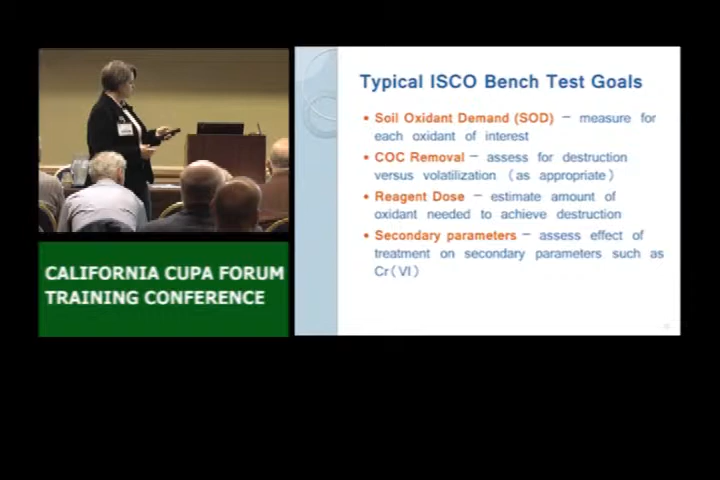 Typical ISCO Bench Test Goals
• Soil Oxidant Demand (SOD) – measure for
each oxidant of interest
• COC Removal – assess for destruction
versus volatilization (as appropriate)
• Reagent Dose – estimate amount of
oxidant needed to achieve destruction
• Secondary parameters – assess effect of
treatment on secondary parameters such as
Cr(VI)
CALIFORNIA CUPA FORUM
TRAINING CONFERENCE